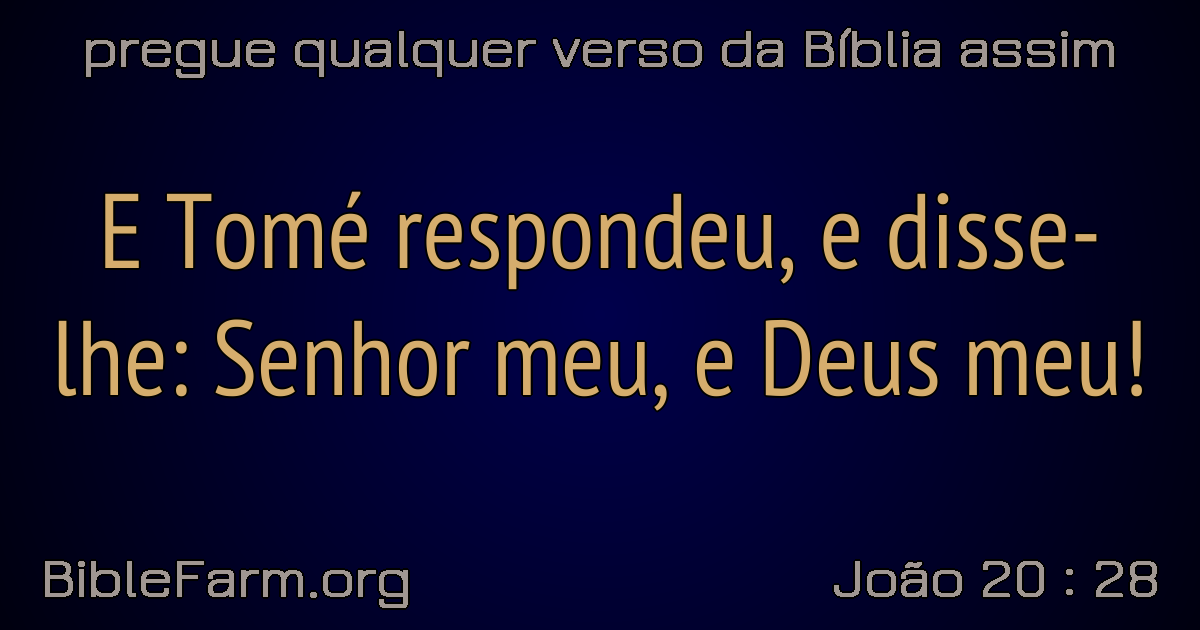 pregue qualquer verso da Bíblia assim
E Tomé respondeu, e disse-
lhe: Senhor meu, e Deus meu!
BibleFarm.org
João 20 : 28